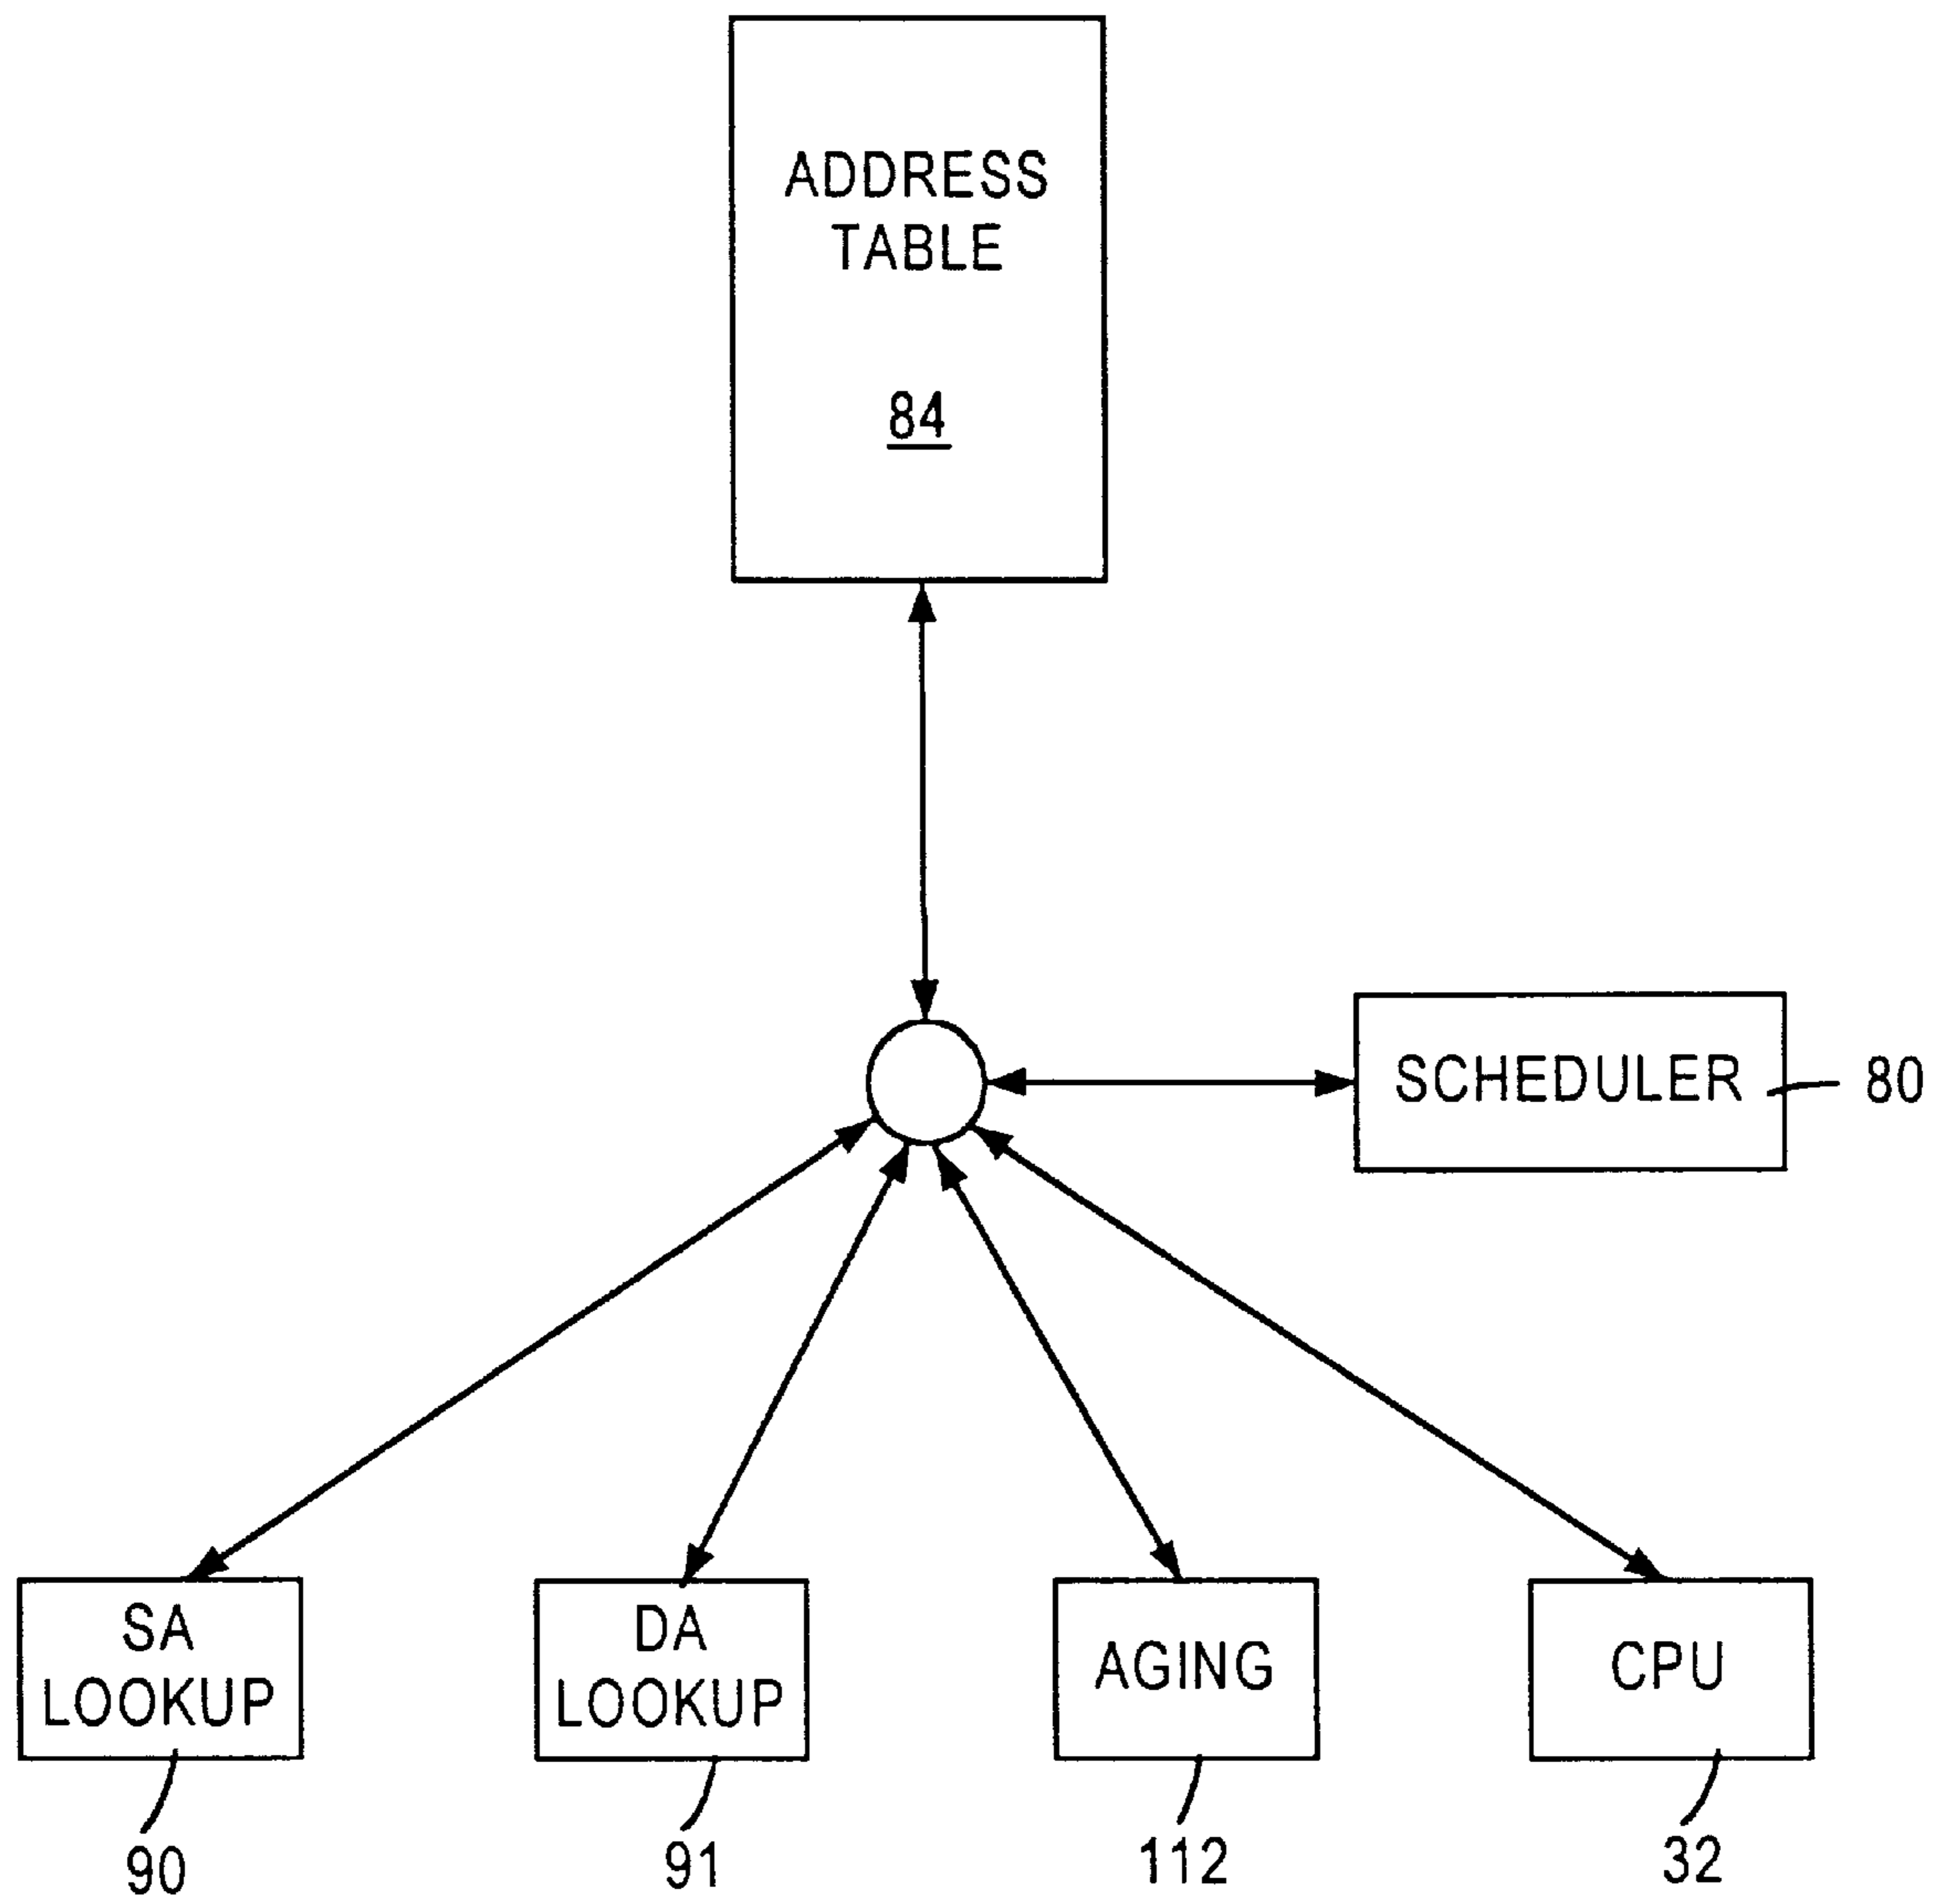 ADDRESS
TABLE
84
SCHEDULER
80
SA
LOOKUP
DA
LOOKUP
AGING
CPU
90
91
112
32